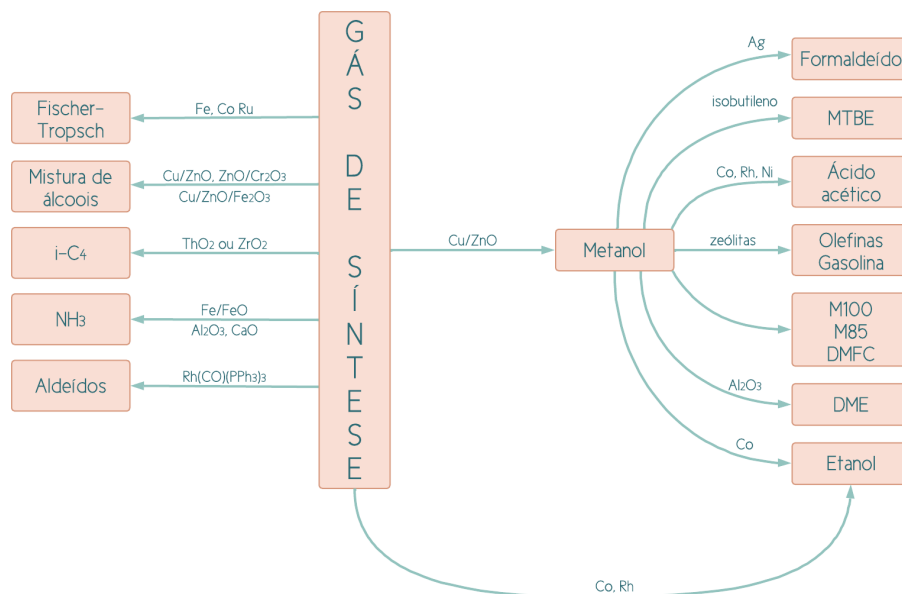 Fischer-
Tropsch
Fe, Co Ru
Mistura de
álcoois
Cu/ZnO, ZnO/Cr₂O₃
Cu/ZnO/Fe₂O₃
i-C₄
ThO₂ ou ZrO₂
NH₃
Fe/FeO
Al₂O₃, CaO
Aldeídos
Rh(CO)(PPh₃)₃
GÁS DE SÍNTESE
Cu/ZnO
Metanol
Ag
Formaldeído
isobutileno
MTBE
Co, Rh, Ni
Ácido
acético
zeólitas
Olefinas
Gasolina
M100
M85
DMFC
Al₂O₃
DME
Co
Etanol
Co, Rh